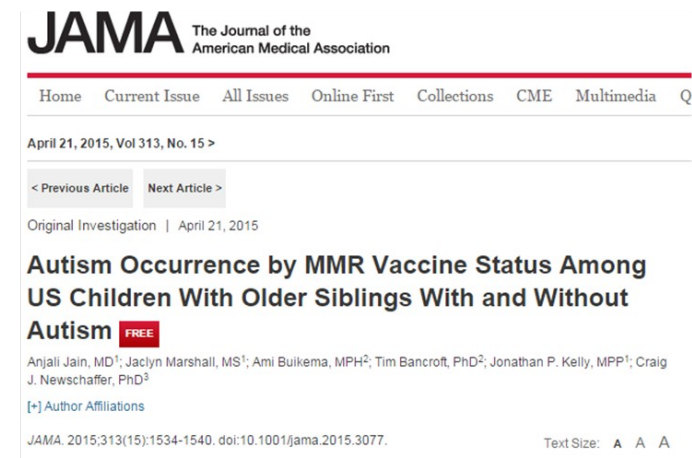 JAMA The Journal of the
American Medical Association
Home Current Issue All Issues Online First Collections CME Multimedia Q
April 21, 2015, Vol 313, No. 15 >
< Previous Article Next Article >
Original Investigation | April 21, 2015
Autism Occurrence by MMR Vaccine Status Among
US Children With Older Siblings With and Without
Autism FREE
Anjali Jain, MD1; Jaclyn Marshall, MS1; Ami Buikema, MPH2; Tim Bancroft, PhD2; Jonathan P. Kelly, MPP1; Craig
J. Newschaffer, PhD3
[+] Author Affiliations
JAMA. 2015;313(15):1534-1540. doi:10.1001/jama.2015.3077. Text Size: A A A